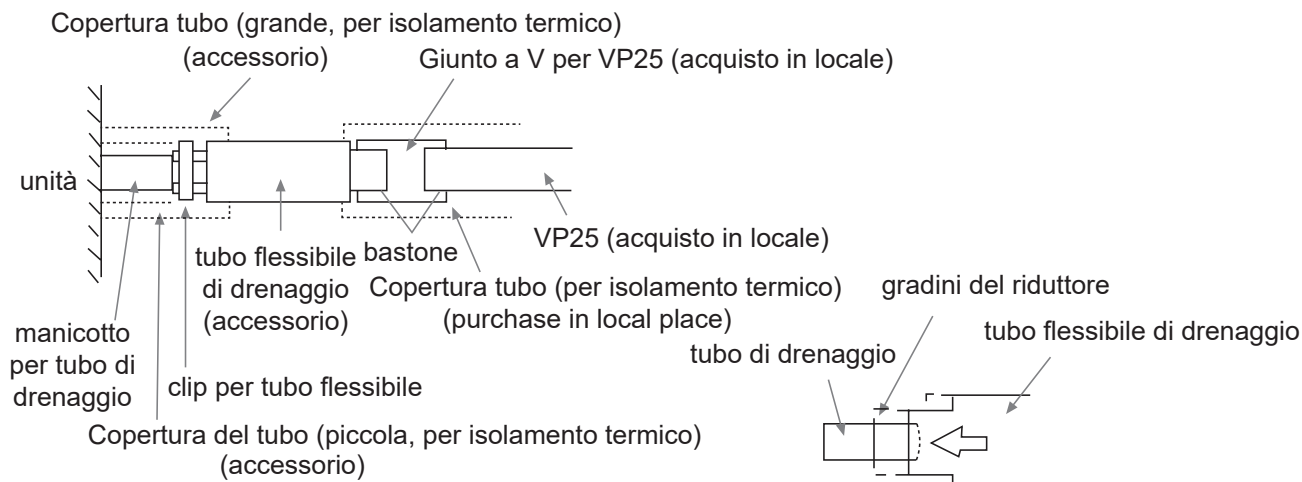 Copertura tubo (grande, per isolamento termico)
(accessorio)
Giunto a V per VP25 (acquisto in locale)
unità
VP25 (acquisto in locale)
tubo flessibile
di drenaggio
(accessorio)
bastone
Copertura tubo (per isolamento termico)
(purchase in local place)
gradini del riduttore
tubo flessibile di drenaggio
tubo di drenaggio
manicotto
per tubo di
drenaggio
clip per tubo flessibile
Copertura del tubo (piccola, per isolamento termico)
(accessorio)